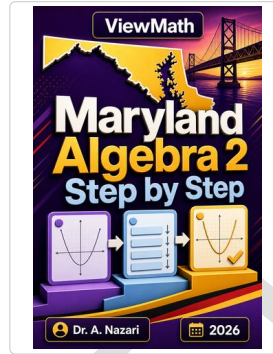 ViewMath
Maryland
Algebra 2
Step by Step
Dr. A. Nazari
2026